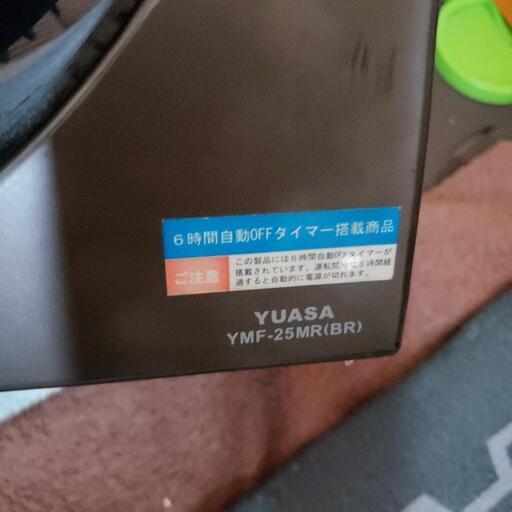 6時間自動OFFタイマー搭載商品
ご注意
この製品には6時間自動OFFタイマーが
搭載されています。運転開始後6時間経
過すると自動的に電源が切れます。
YUASA
YMF-25MR(BR)